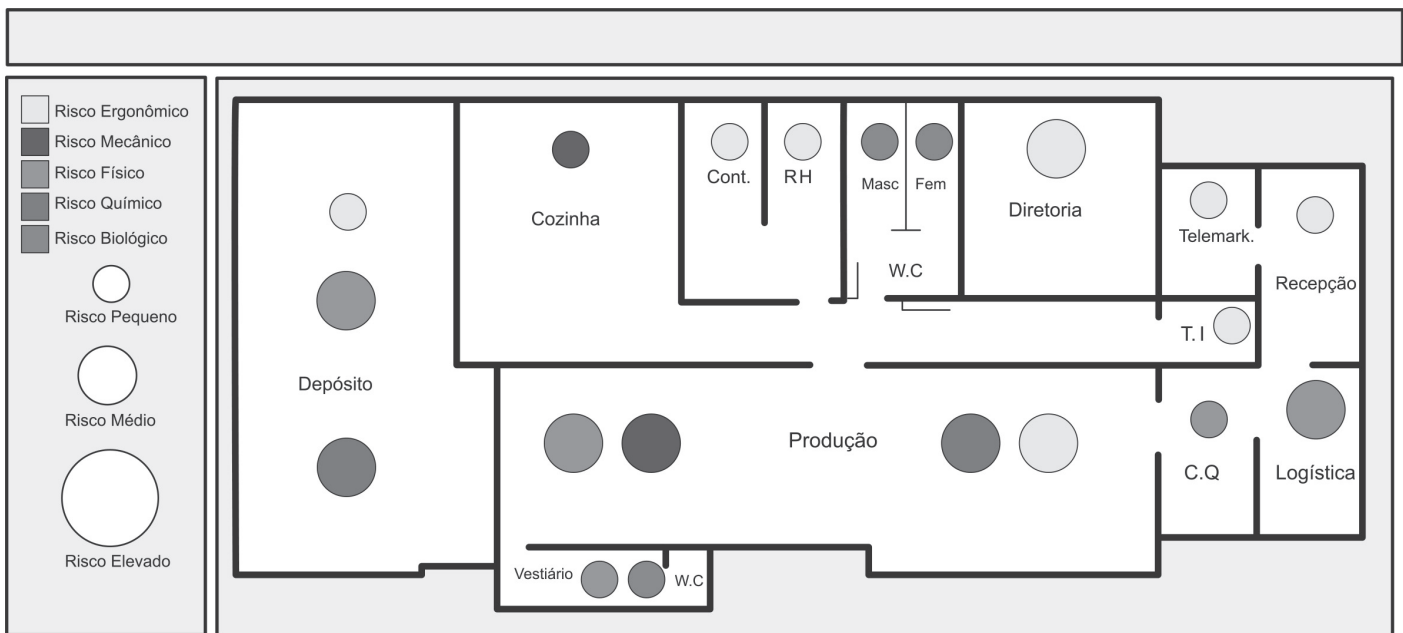 Risco Ergonômico
Risco Mecânico
Risco Físico
Risco Químico
Risco Biológico
Risco Pequeno
Risco Médio
Risco Elevado
Depósito
Cozinha
Cont.
RH
Masc
Fem
W.C
Diretoria
Telemark.
Recepção
T.I
Produção
C.Q
Logística
Vestiário
W.C